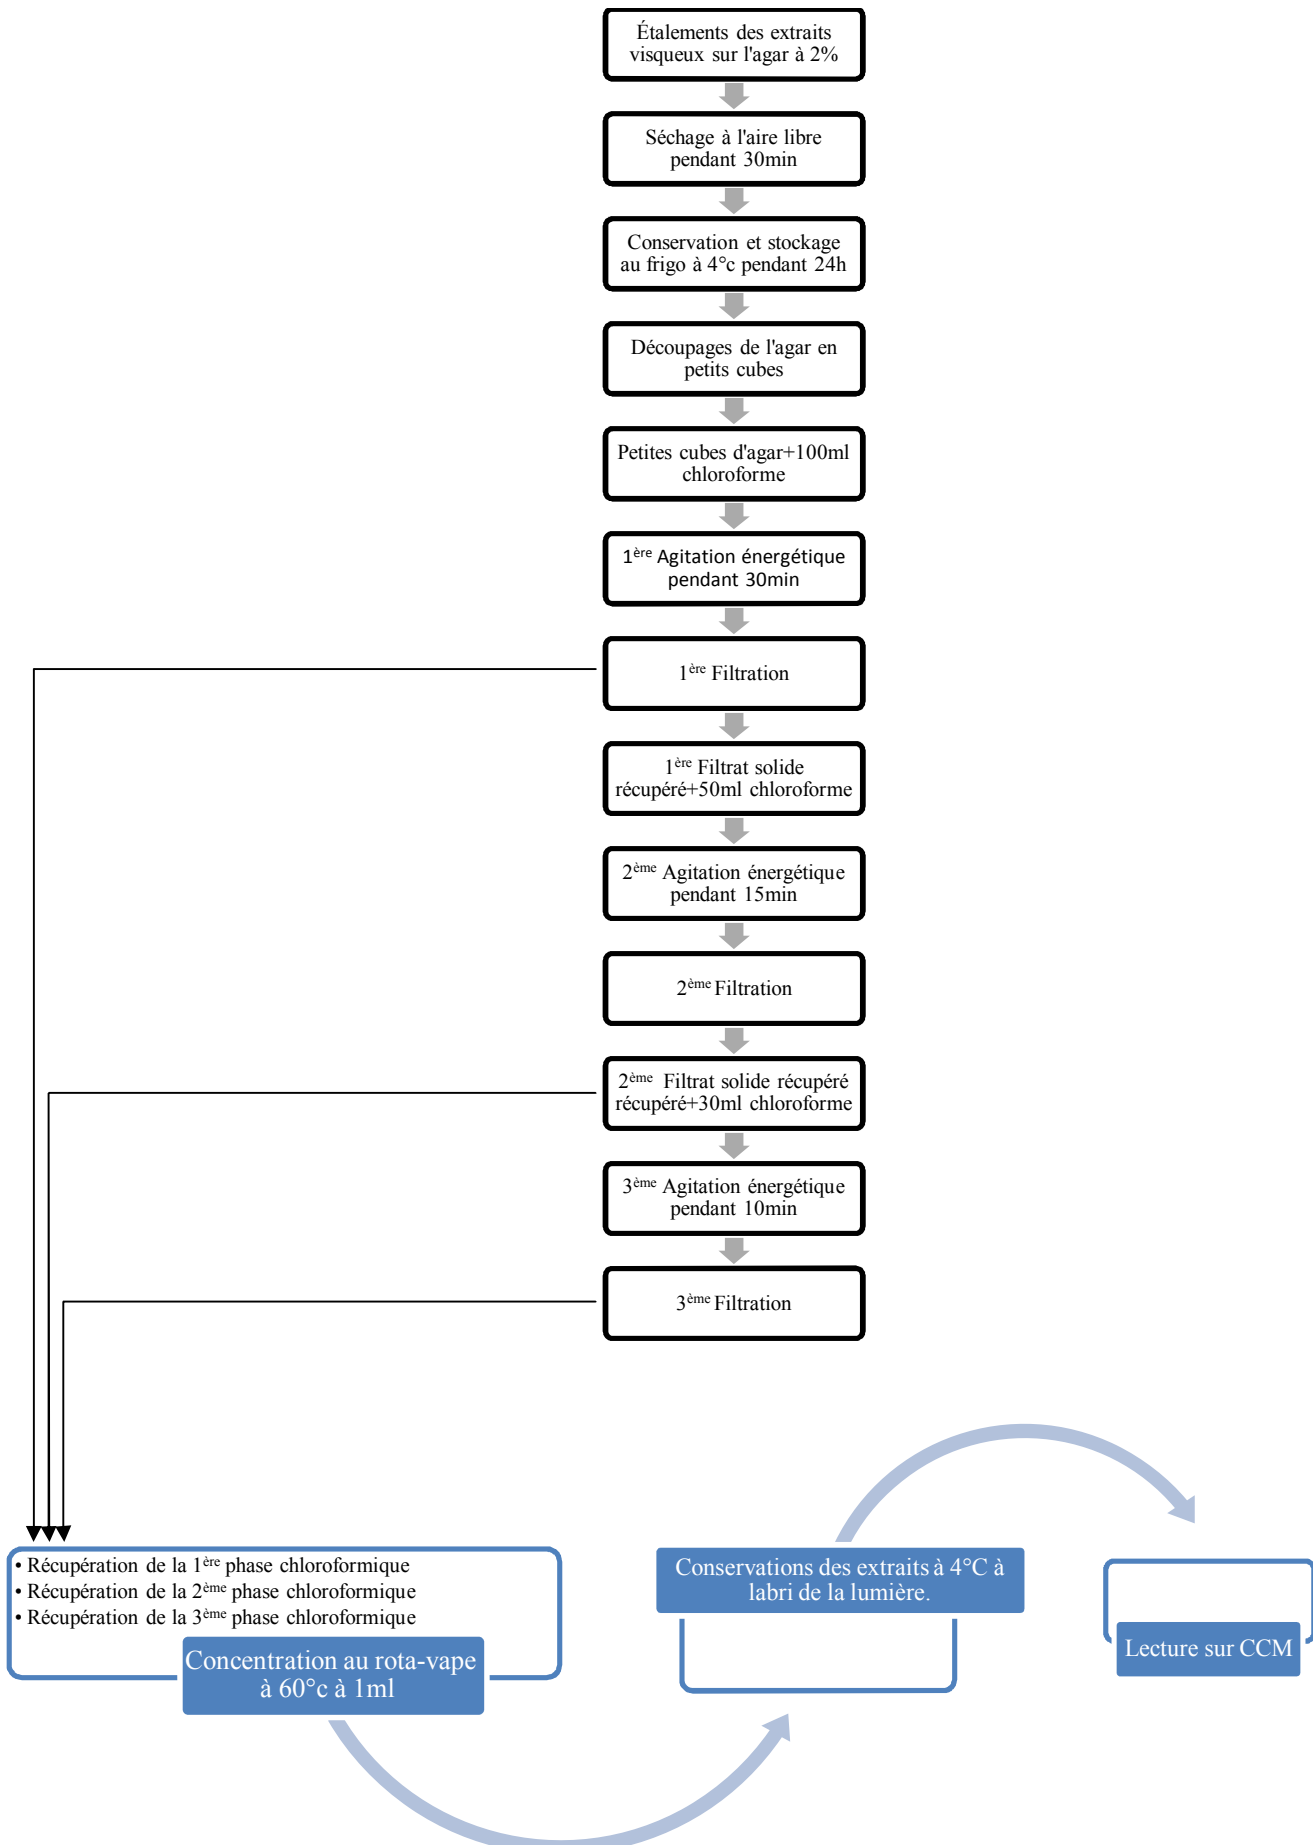 Étalements des extraits
visqueux sur l'agar à 2%
Séchage à l'aire libre
pendant 30min
Conservation et stockage
au frigo à 4°c pendant 24h
Découpages de l'agar en
petits cubes
Petites cubes d'agar+100ml
chloroforme
1ère Agitation énergétique
pendant 30min
1ère Filtration
1ère Filtrat solide
récupéré+50ml chloroforme
2ème Agitation énergétique
pendant 15min
2ème Filtration
2ème Filtrat solide récupéré
récupéré+30ml chloroforme
3ème Agitation énergétique
pendant 10min
3ème Filtration
• Récupération de la 1ère phase chloroformique
• Récupération de la 2ème phase chloroformique
• Récupération de la 3ème phase chloroformique
Concentration au rota-vape
à 60°c à 1ml
Conservations des extraits à 4°C à
labri de la lumière.
Lecture sur CCM